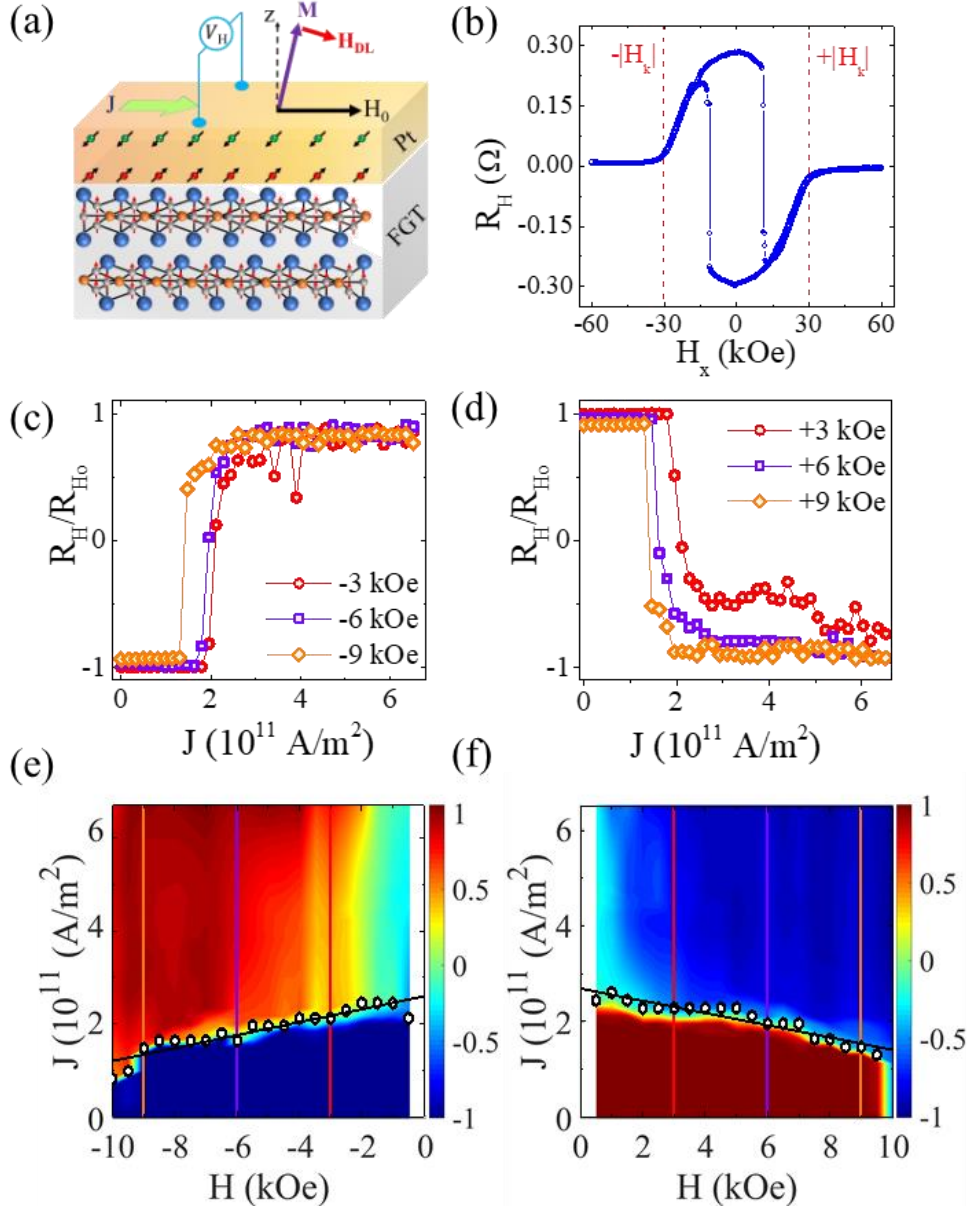 (a)
z
M
H_DL
V_H
J
H_0
Pt
FGT
(b)
R_H (Ω)
0.30
0.15
0.00
-0.15
-0.30
-|H_k|
+|H_k|
-60 -30 0 30 60
H_x (kOe)
(c)
R_H/R_Ho
1
0
-1
-3 kOe
-6 kOe
-9 kOe
0 2 4 6
J (10^11 A/m^2)
(d)
R_H/R_Ho
1
0
-1
+3 kOe
+6 kOe
+9 kOe
0 2 4 6
J (10^11 A/m^2)
(e)
J (10^11 (A/m^2)
6
4
2
0
-10 -8 -6 -4 -2 0
H (kOe)
1
0.5
0
-0.5
-1
(f)
J (10^11 (A/m^2)
6
4
2
0
0 2 4 6 8 10
H (kOe)
1
0.5
0
-0.5
-1